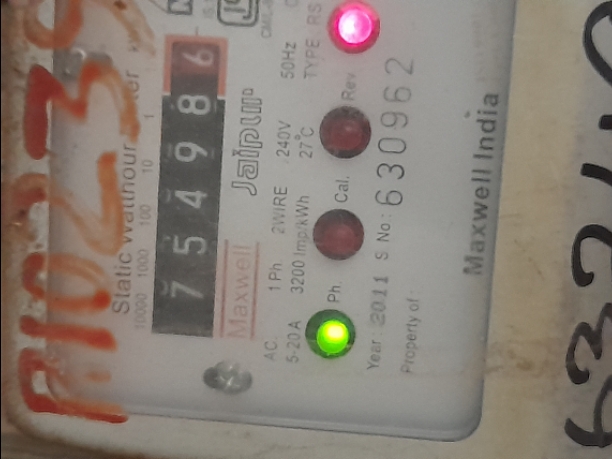 Static Watthour
10000 1000 100 10 1
7 5 4 9 8 6
Maxwell Jaipur
AC. 1 Ph 2WIRE 240V 50Hz
5-20A 3200 Imp/kWh 27°C TYPE RS
Ph. Cal. Rev
Year : 2011 S No : 630962
Property of :
Maxwell India